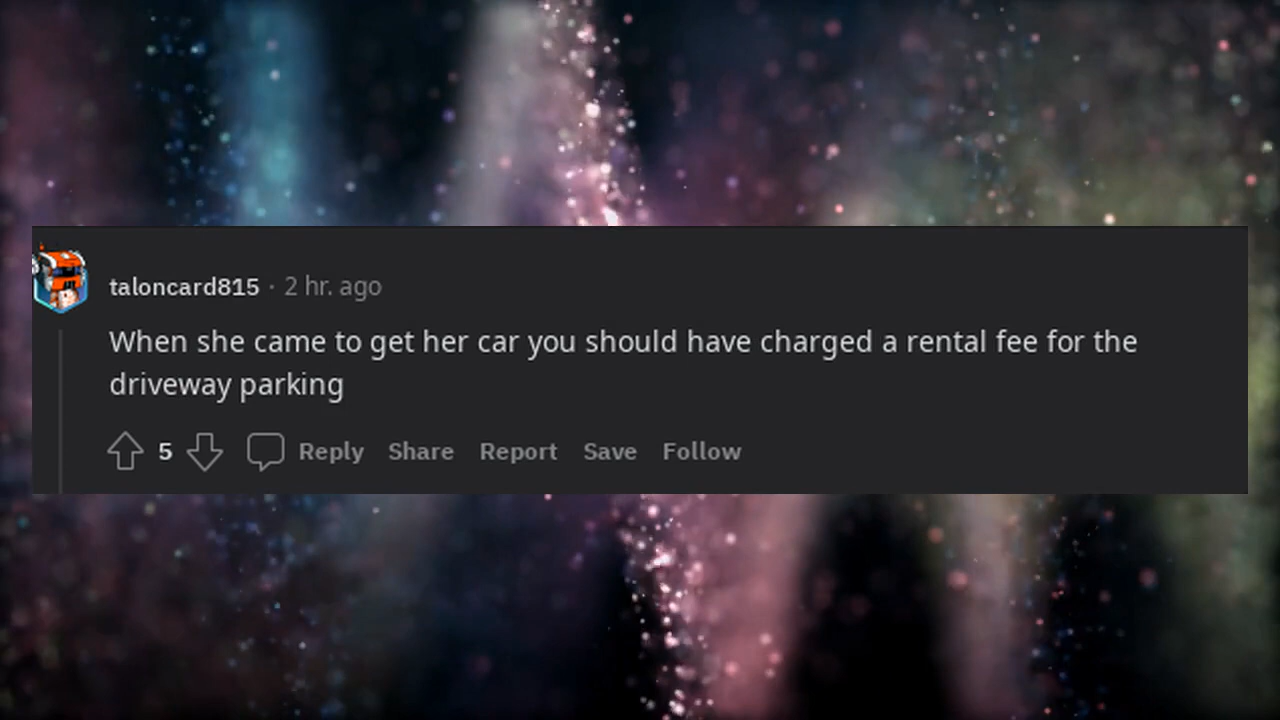 taloncard815 · 2 hr. ago
When she came to get her car you should have charged a rental fee for the
driveway parking
5 Reply Share Report Save Follow